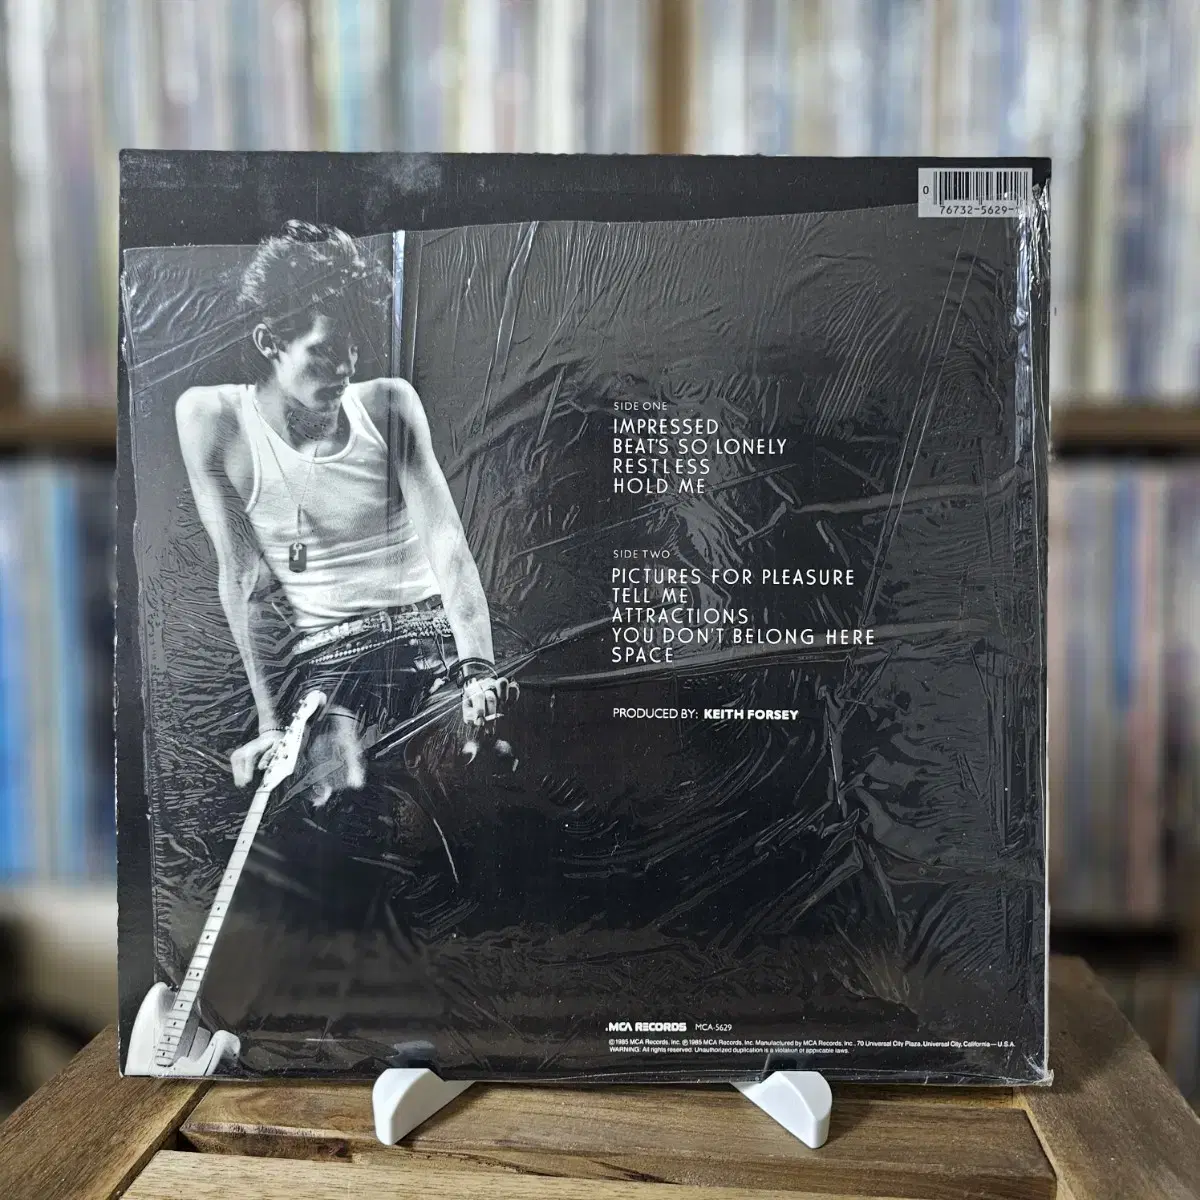 0 76732-5629-
SIDE ONE
IMPRESSED
BEAT'S SO LONELY
RESTLESS
HOLD ME
SIDE TWO
PICTURES FOR PLEASURE
TELL ME
ATTRACTIONS
YOU DON'T BELONG HERE
SPACE
PRODUCED BY: KEITH FORSEY
.MCA RECORDS MCA-5629
©1985 MCA Records, Inc. ℗1985 MCA Records, Inc. Manufactured by MCA Records, Inc., 70 Universal City Plaza, Universal City, California — U.S.A.
WARNING: All rights reserved. Unauthorized duplication is a violation of applicable laws.